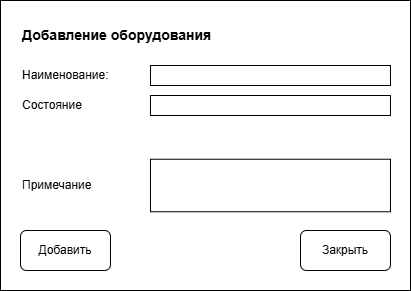 Добавление оборудования
Наименование:
Состояние
Примечание
Добавить
Закрыть